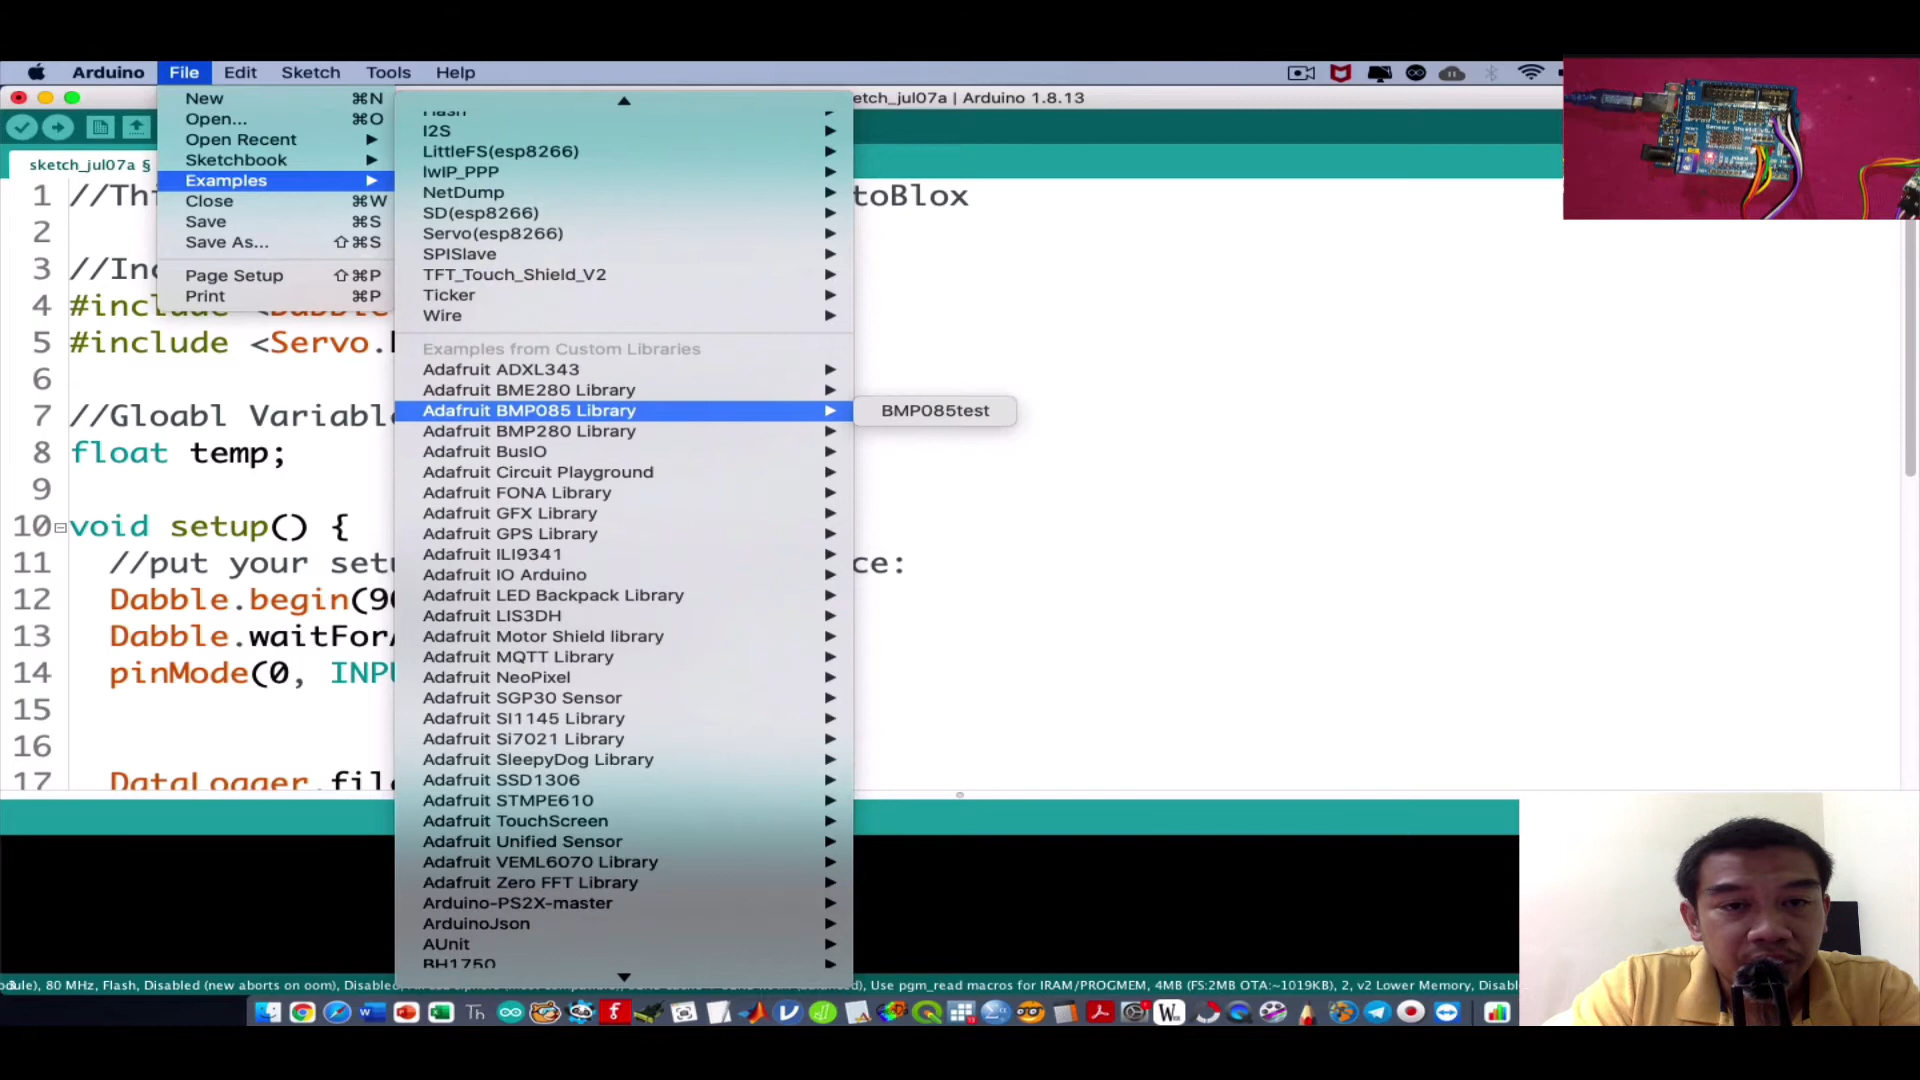 Arduino File Edit Sketch Tools Help
etch_jul07a | Arduino 1.8.13
New ⌘N
Open... ⌘O
Open Recent
Sketchbook
Examples
Close ⌘W
Save ⌘S
Save As... ⇧⌘S
Page Setup ⇧⌘P
Print ⌘P
I2S
LittleFS(esp8266)
lwIP_PPP
NetDump
SD(esp8266)
Servo(esp8266)
SPISlave
TFT_Touch_Shield_V2
Ticker
Wire
Examples from Custom Libraries
Adafruit ADXL343
Adafruit BME280 Library
Adafruit BMP085 Library
Adafruit BMP280 Library
Adafruit BusIO
Adafruit Circuit Playground
Adafruit FONA Library
Adafruit GFX Library
Adafruit GPS Library
Adafruit ILI9341
Adafruit IO Arduino
Adafruit LED Backpack Library
Adafruit LIS3DH
Adafruit Motor Shield library
Adafruit MQTT Library
Adafruit NeoPixel
Adafruit SGP30 Sensor
Adafruit SI1145 Library
Adafruit Si7021 Library
Adafruit SleepyDog Library
Adafruit SSD1306
Adafruit STMPE610
Adafruit TouchScreen
Adafruit Unified Sensor
Adafruit VEML6070 Library
Adafruit Zero FFT Library
Arduino-PS2X-master
ArduinoJson
AUnit
BH1750
BMP085test
sketch_jul07a §
1 //Thi toBlox
2
3 //Inc
4 #include <Dabble
5 #include <Servo.
6
7 //Gloabl Variabl
8 float temp;
9
10 void setup() {
11 //put your set ce:
12 Dabble.begin(9
13 Dabble.waitForA
14 pinMode(0, INPU
15
16
17 DataLogger.fil
dule), 80 MHz, Flash, Disabled (new aborts on oom), Disabled ), Use pgm_read macros for IRAM/PROGMEM, 4MB (FS:2MB OTA:~1019KB), 2, v2 Lower Memory, Disabl